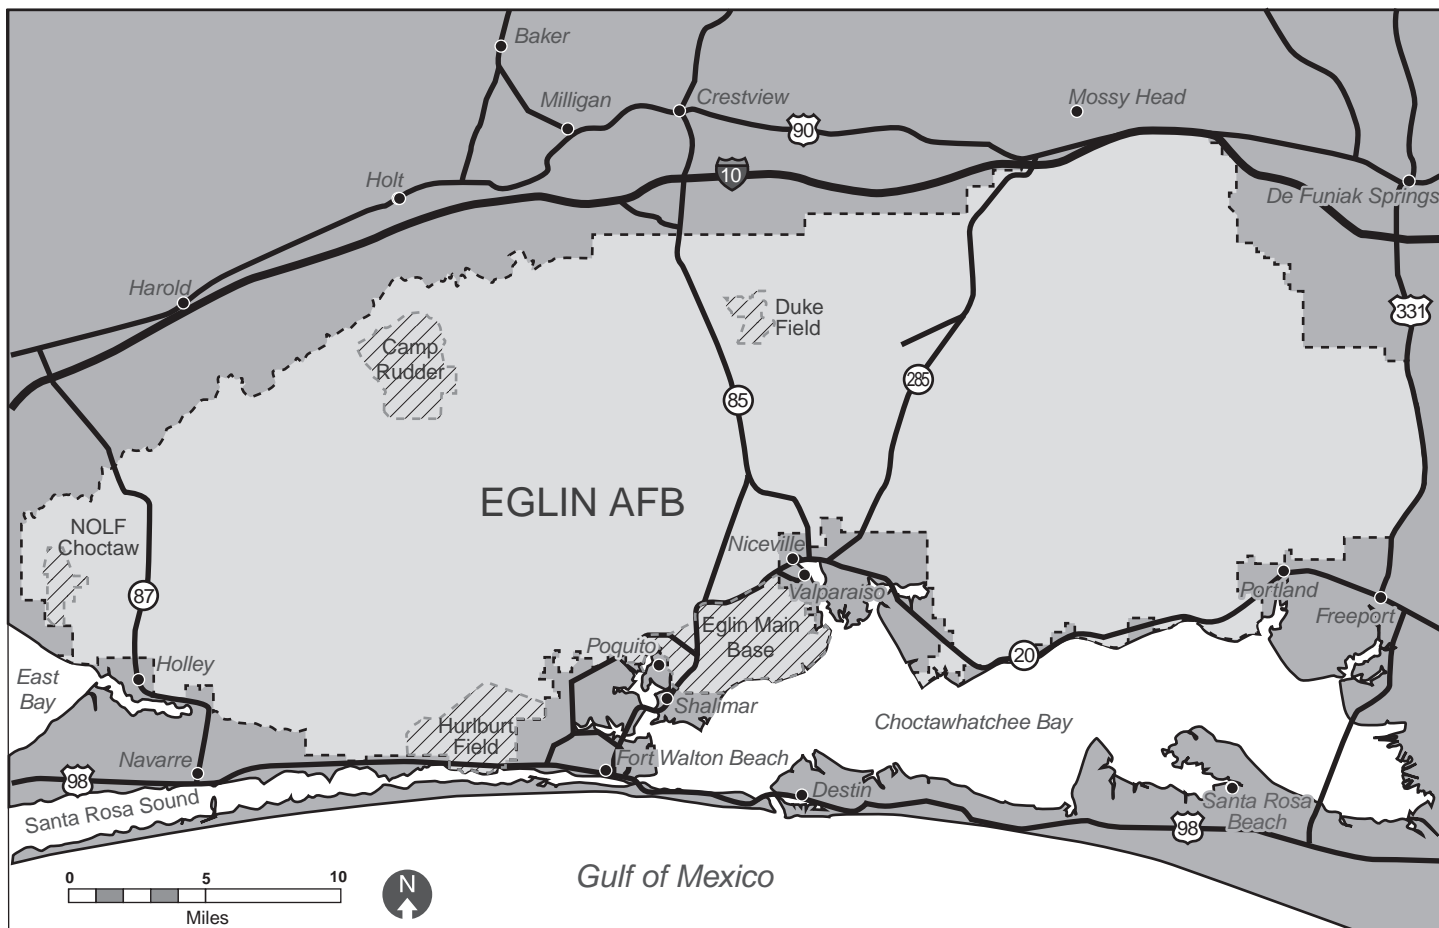 Baker
Milligan
Crestview
90
Mossy Head
Holt
10
De Funiak Springs
Harold
Duke
Field
331
Camp
Rudder
85
285
EGLIN AFB
NOLF
Choctaw
Niceville
Valparaiso
Portland
Freeport
87
Eglin Main
Base
Poquito
20
Holley
East
Bay
Shalimar
Choctawhatchee Bay
Hurlburt
Field
Navarre
98
Fort Walton Beach
Destin
Santa Rosa
Beach
Santa Rosa Sound
98
Gulf of Mexico
0 5 10
Miles
N